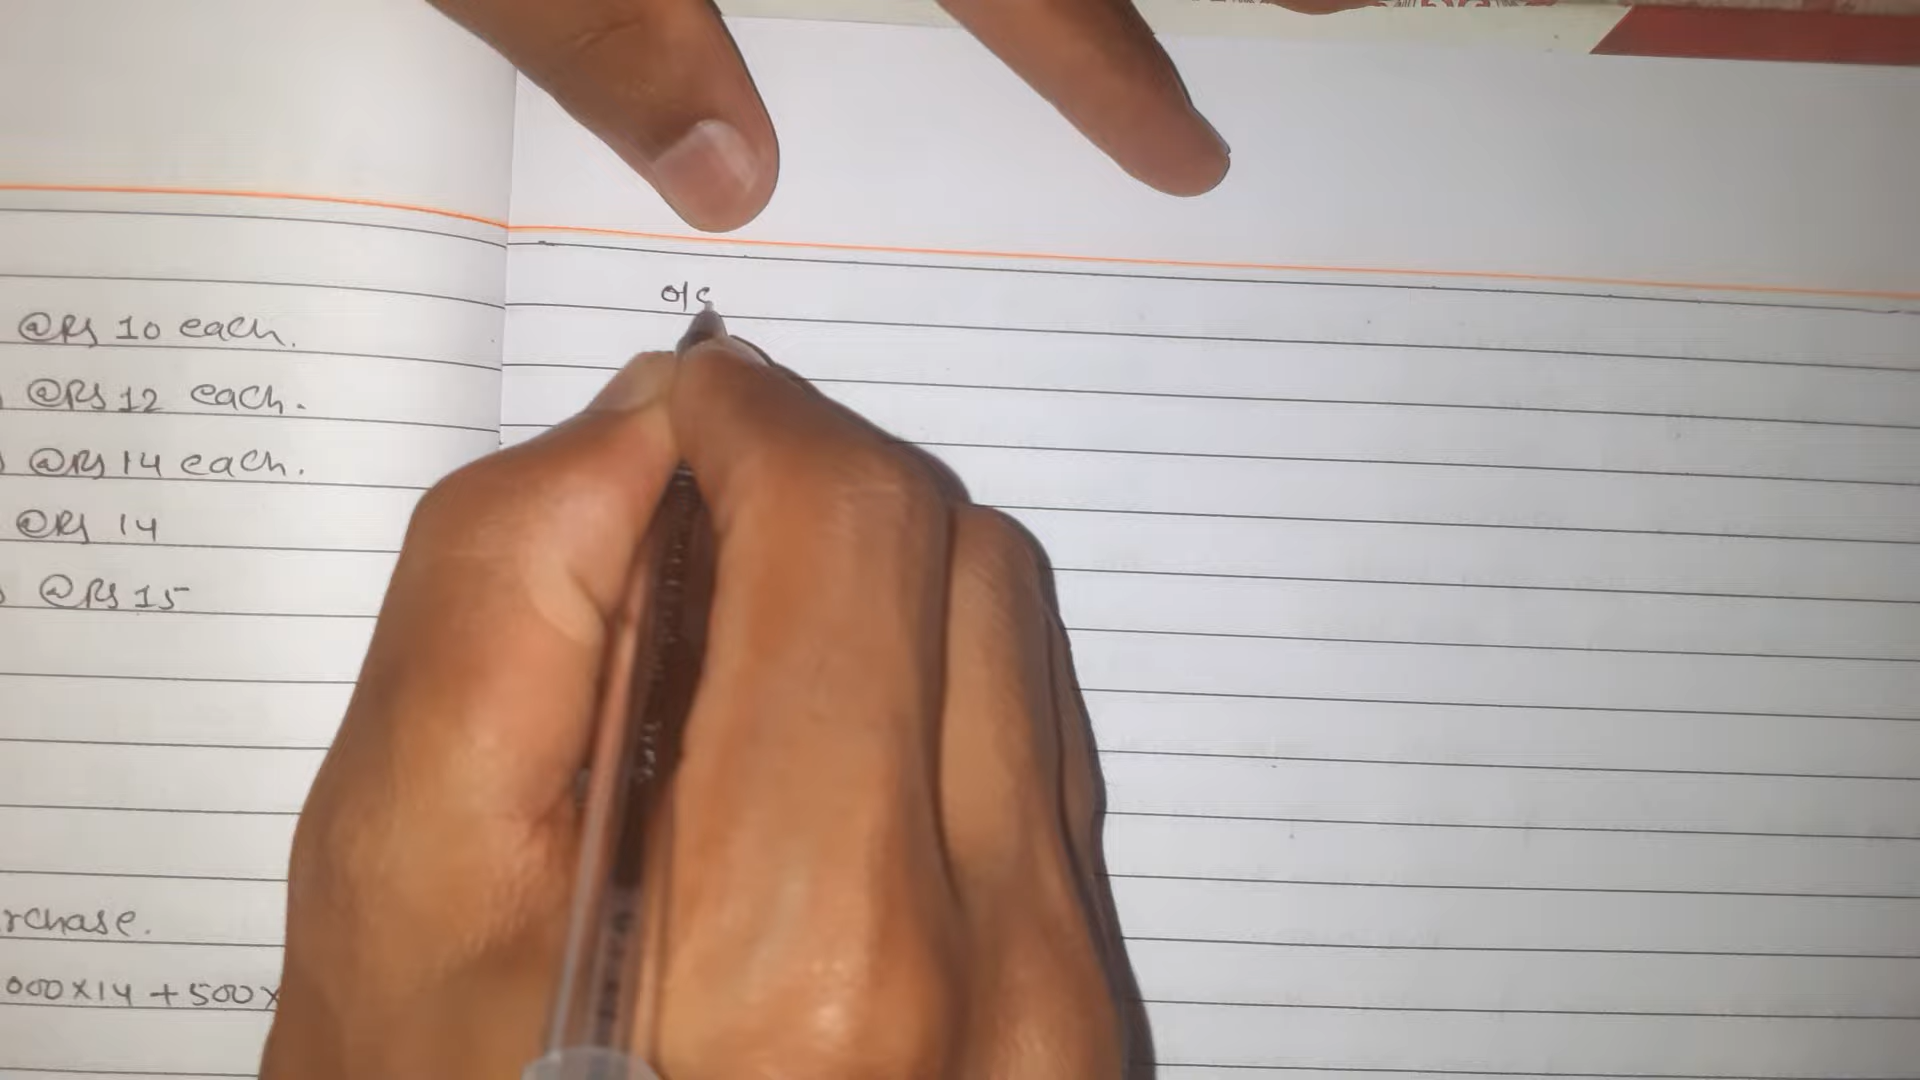 @Rs 10 each.
@Rs 12 each.
@Rs 14 each.
@Rs 14
@Rs 15
rchase.
000×14 + 500×
o/s